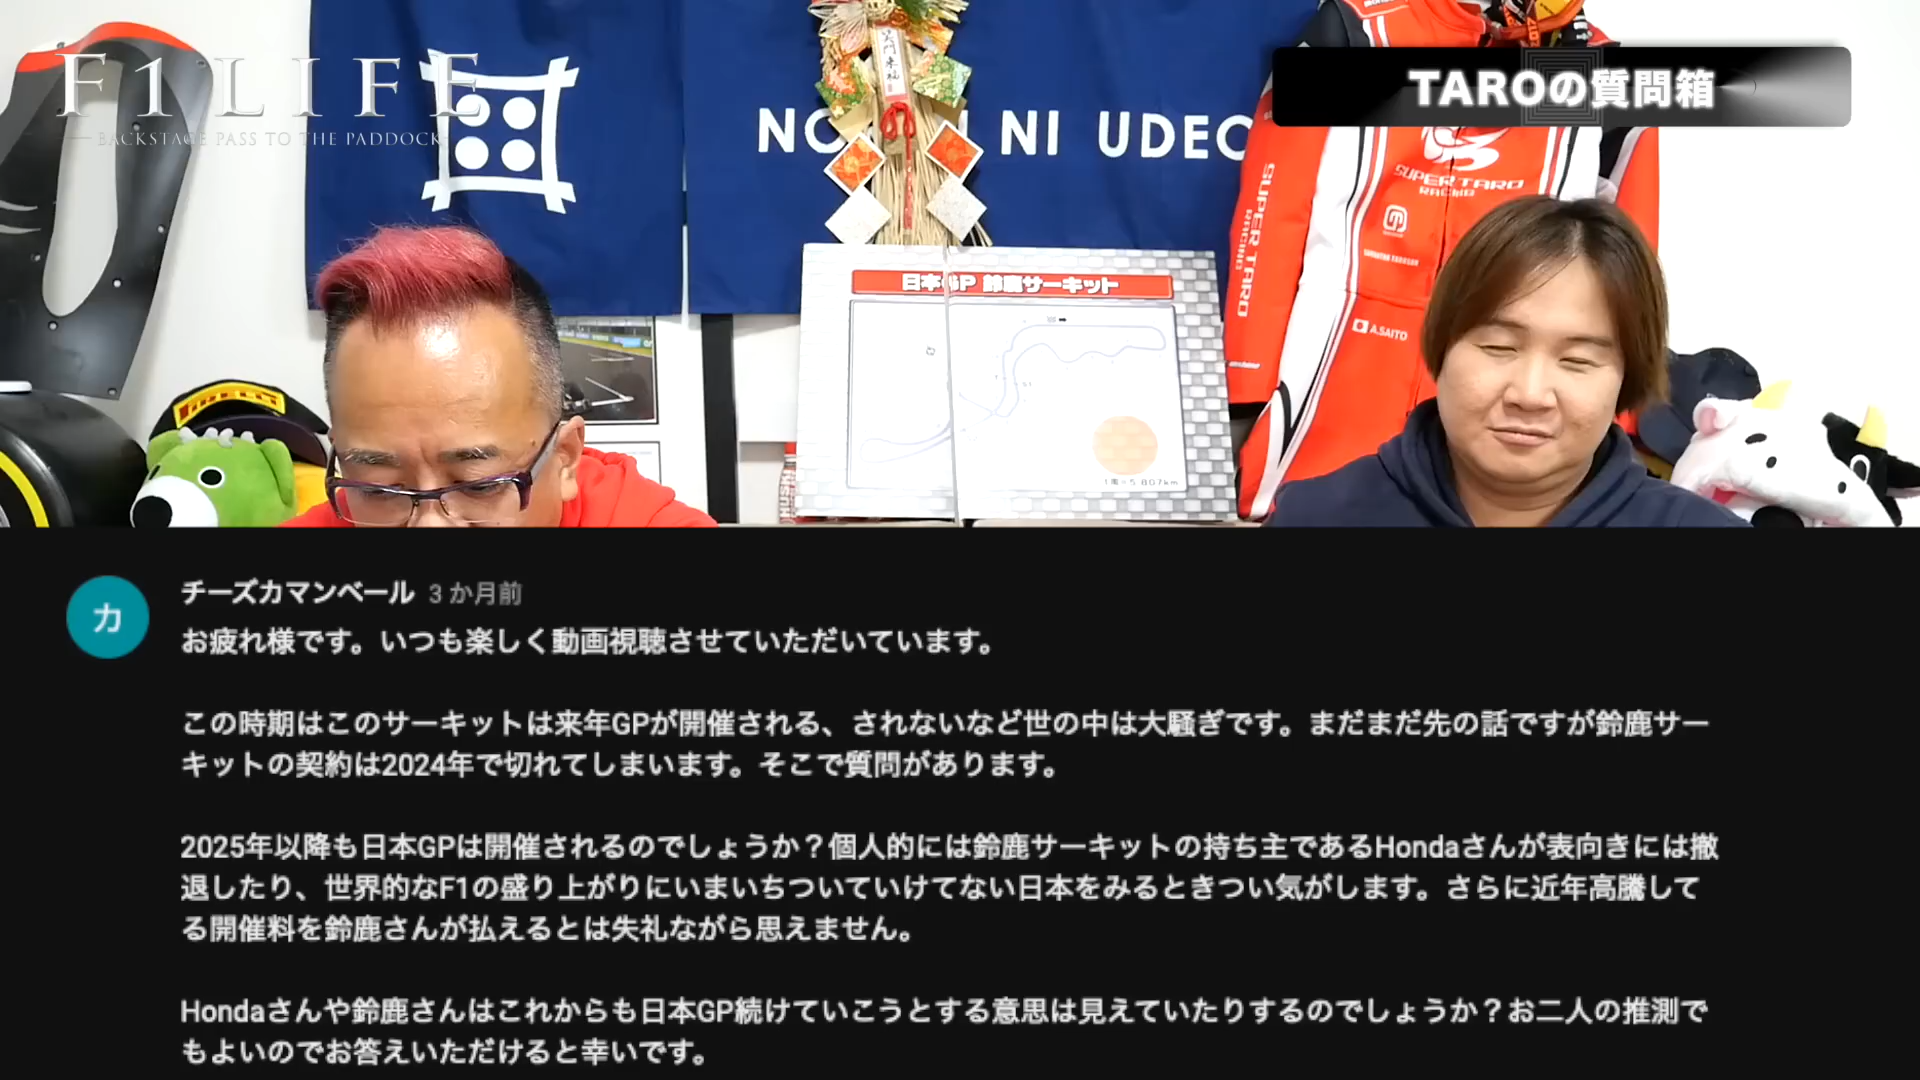 F1LIFE
BACKSTAGE PASS TO THE PADDOCK
NO
NI UDE
笑門来福
TAROの質問箱
SUPER TARO
RACING
SUPER TARO
RACING
A.SAITO
日本GP 鈴鹿サーキット
1周=5.807km
PIRELLI
カ
チーズカマンベール 3 か月前
お疲れ様です。いつも楽しく動画視聴させていただいています。
この時期はこのサーキットは来年GPが開催される、されないなど世の中は大騒ぎです。まだまだ先の話ですが鈴鹿サー
キットの契約は2024年で切れてしまいます。そこで質問があります。
2025年以降も日本GPは開催されるのでしょうか？個人的には鈴鹿サーキットの持ち主であるHondaさんが表向きには撤
退したり、世界的なF1の盛り上がりにいまいちついていけてない日本をみるときつい気がします。さらに近年高騰して
る開催料を鈴鹿さんが払えるとは失礼ながら思えません。
Hondaさんや鈴鹿さんはこれからも日本GP続けていこうとする意思は見えていたりするのでしょうか？お二人の推測で
もよいのでお答えいただけると幸いです。